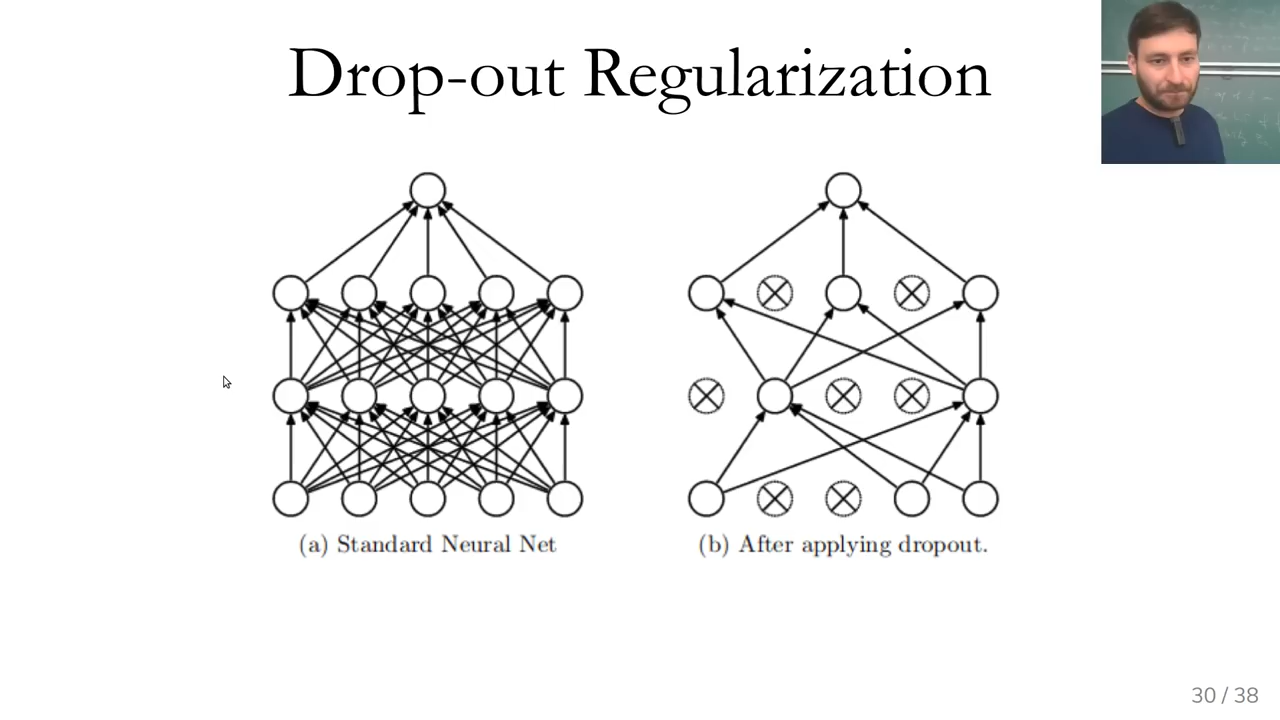 Drop-out Regularization
(a) Standard Neural Net
(b) After applying dropout.
30 / 38